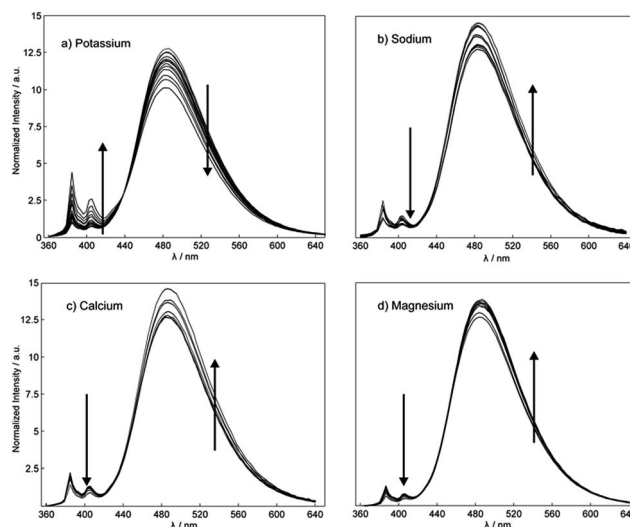 Normalized Intensity / a.u.
15
12.5
10
7.5
5
2.5
0
a) Potassium
360 400 440 480 520 560 600 640
λ / nm
b) Sodium
360 400 440 480 520 560 600 640
λ / nm
Normalized Intensity / a.u.
15
12.5
10
7.5
5
2.5
c) Calcium
360 400 440 480 520 560 600 640
λ / nm
d) Magnesium
360 400 440 480 520 560 600 640
λ / nm